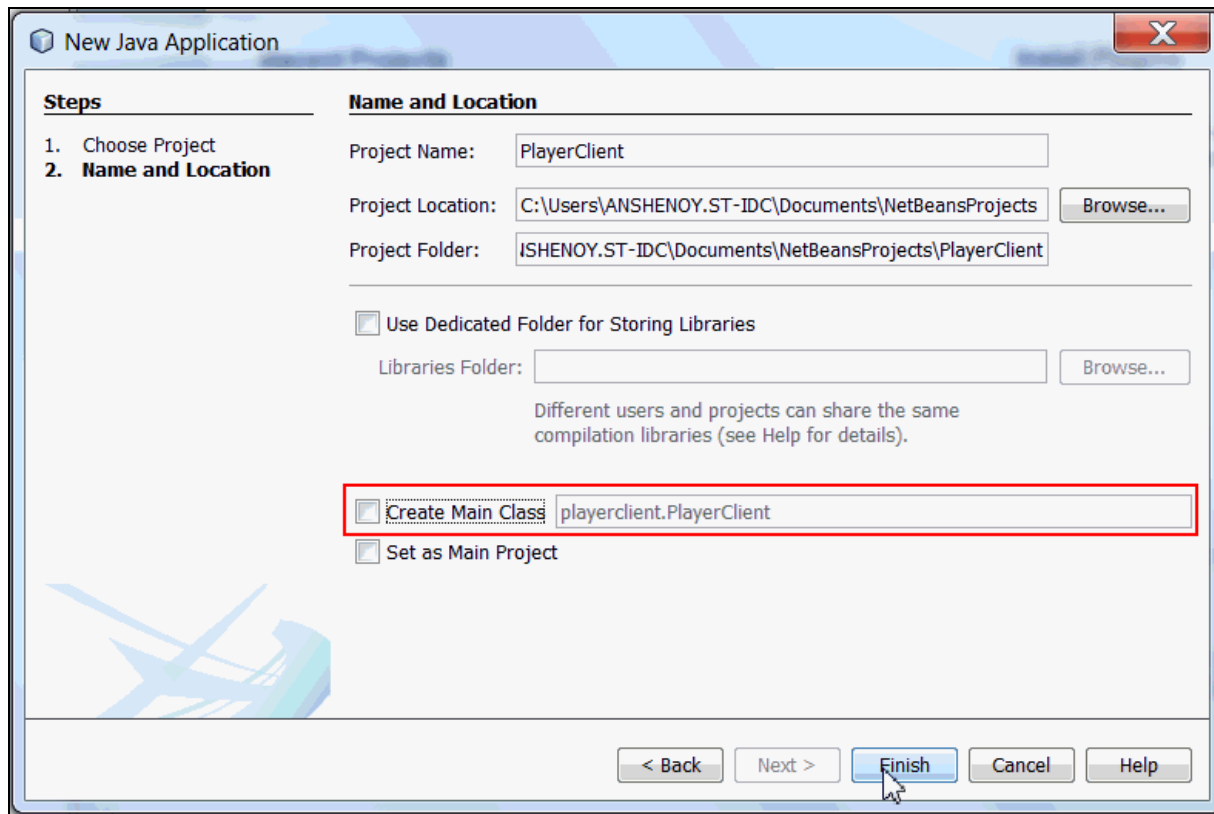 New Java Application
Steps
1. Choose Project
2. Name and Location
Name and Location
Project Name: PlayerClient
Project Location: C:\Users\ANSHENOY.ST-IDC\Documents\NetBeansProjects Browse...
Project Folder: SHENOY.ST-IDC\Documents\NetBeansProjects\PlayerClient
Use Dedicated Folder for Storing Libraries
Libraries Folder: Browse...
Different users and projects can share the same
compilation libraries (see Help for details).
Create Main Class playerclient.PlayerClient
Set as Main Project
< Back Next > Finish Cancel Help